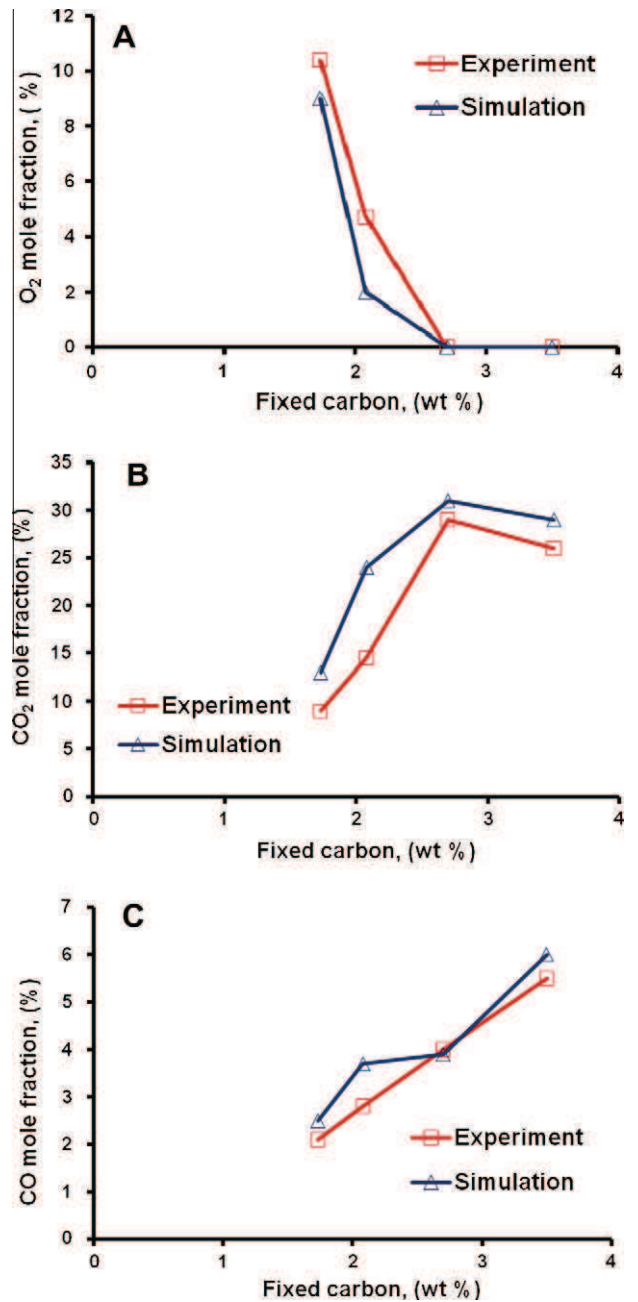 A
12
10
8
6
4
2
0
O2 mole fraction, ( %)
Experiment
Simulation
0 1 2 3 4
Fixed carbon, (wt %)
B
35
30
25
20
15
10
5
0
CO2 mole fraction, (%)
Experiment
Simulation
0 1 2 3 4
Fixed carbon, (wt %)
C
7
6
5
4
3
2
1
0
CO mole fraction, (%)
Experiment
Simulation
0 1 2 3 4
Fixed carbon, (wt %)